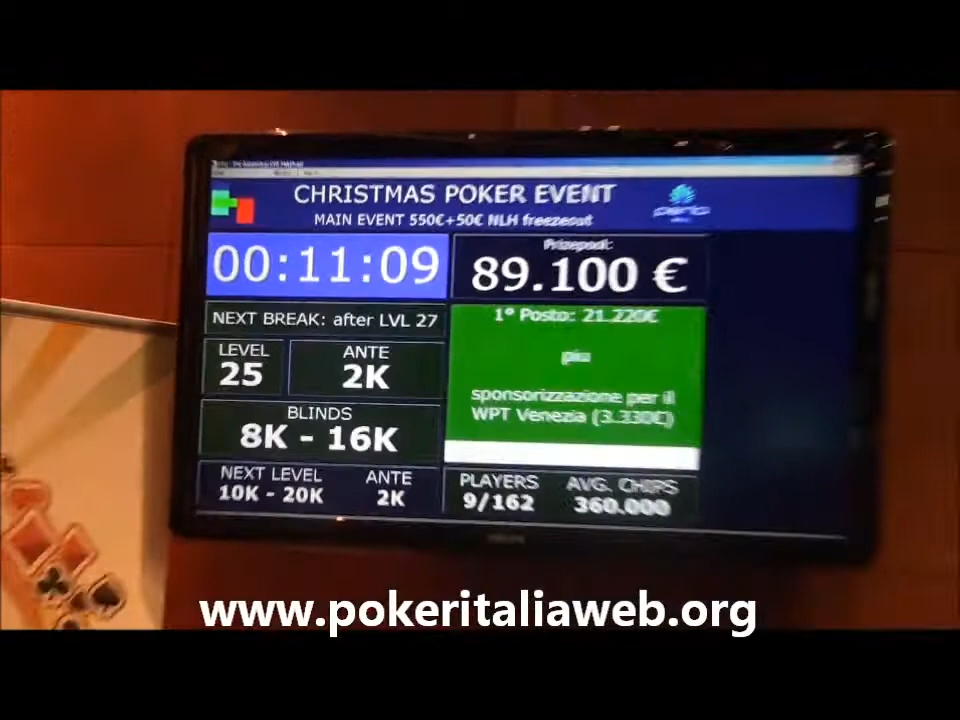 CHRISTMAS POKER EVENT
MAIN EVENT 550€+50€ NLH freezeout
00:11:09
Prizepool:
89.100 €
NEXT BREAK: after LVL 27
LEVEL
25
ANTE
2K
BLINDS
8K - 16K
NEXT LEVEL
10K - 20K
ANTE
2K
1° Posto: 21.220€
piu
sponsorizzazione per il
WPT Venezia (3.330€)
PLAYERS
9/162
AVG. CHIPS
360.000
www.pokeritaliaweb.org